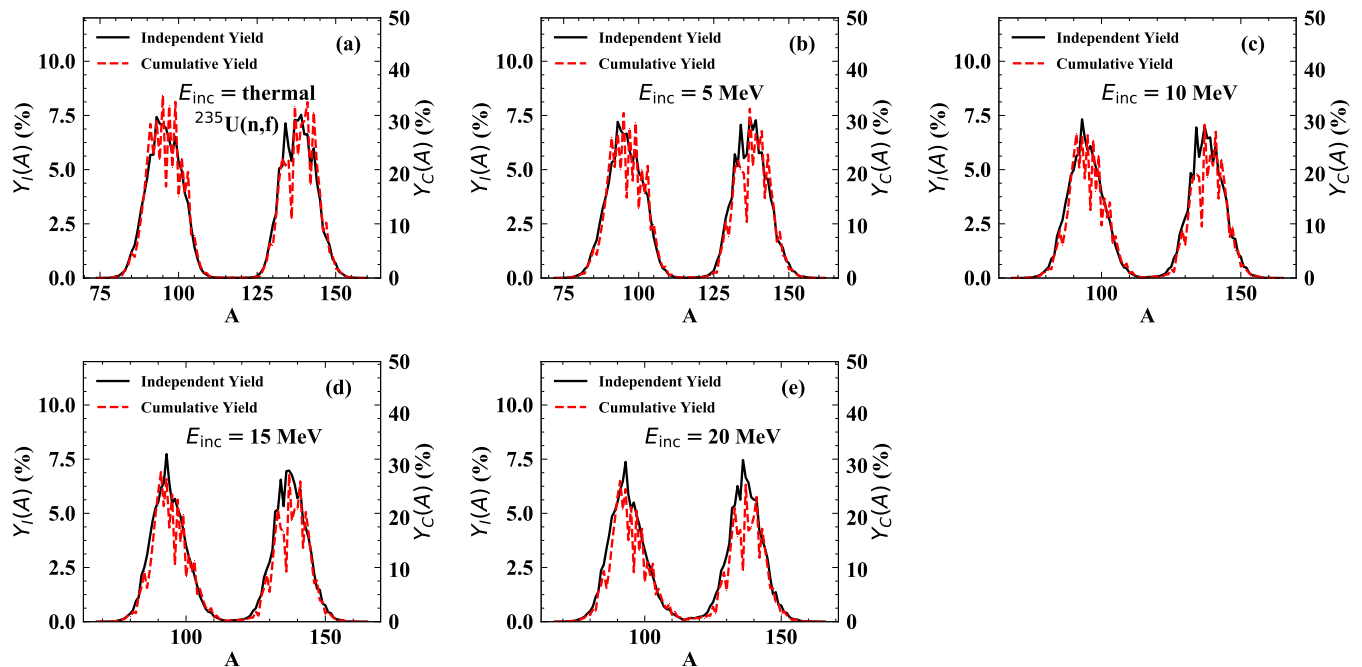 Independent Yield
Cumulative Yield
(a)
E_inc = thermal
²³⁵U(n,f)
Y_I(A) (%)
Y_C(A) (%)
0.0
2.5
5.0
7.5
10.0
0
10
20
30
40
50
75
100
125
150
A
Independent Yield
Cumulative Yield
(b)
E_inc = 5 MeV
Y_I(A) (%)
Y_C(A) (%)
0.0
2.5
5.0
7.5
10.0
0
10
20
30
40
50
75
100
125
150
A
Independent Yield
Cumulative Yield
(c)
E_inc = 10 MeV
Y_I(A) (%)
Y_C(A) (%)
0.0
2.5
5.0
7.5
10.0
0
10
20
30
40
50
100
150
A
Independent Yield
Cumulative Yield
(d)
E_inc = 15 MeV
Y_I(A) (%)
Y_C(A) (%)
0.0
2.5
5.0
7.5
10.0
0
10
20
30
40
50
100
150
A
Independent Yield
Cumulative Yield
(e)
E_inc = 20 MeV
Y_I(A) (%)
Y_C(A) (%)
0.0
2.5
5.0
7.5
10.0
0
10
20
30
40
50
100
150
A